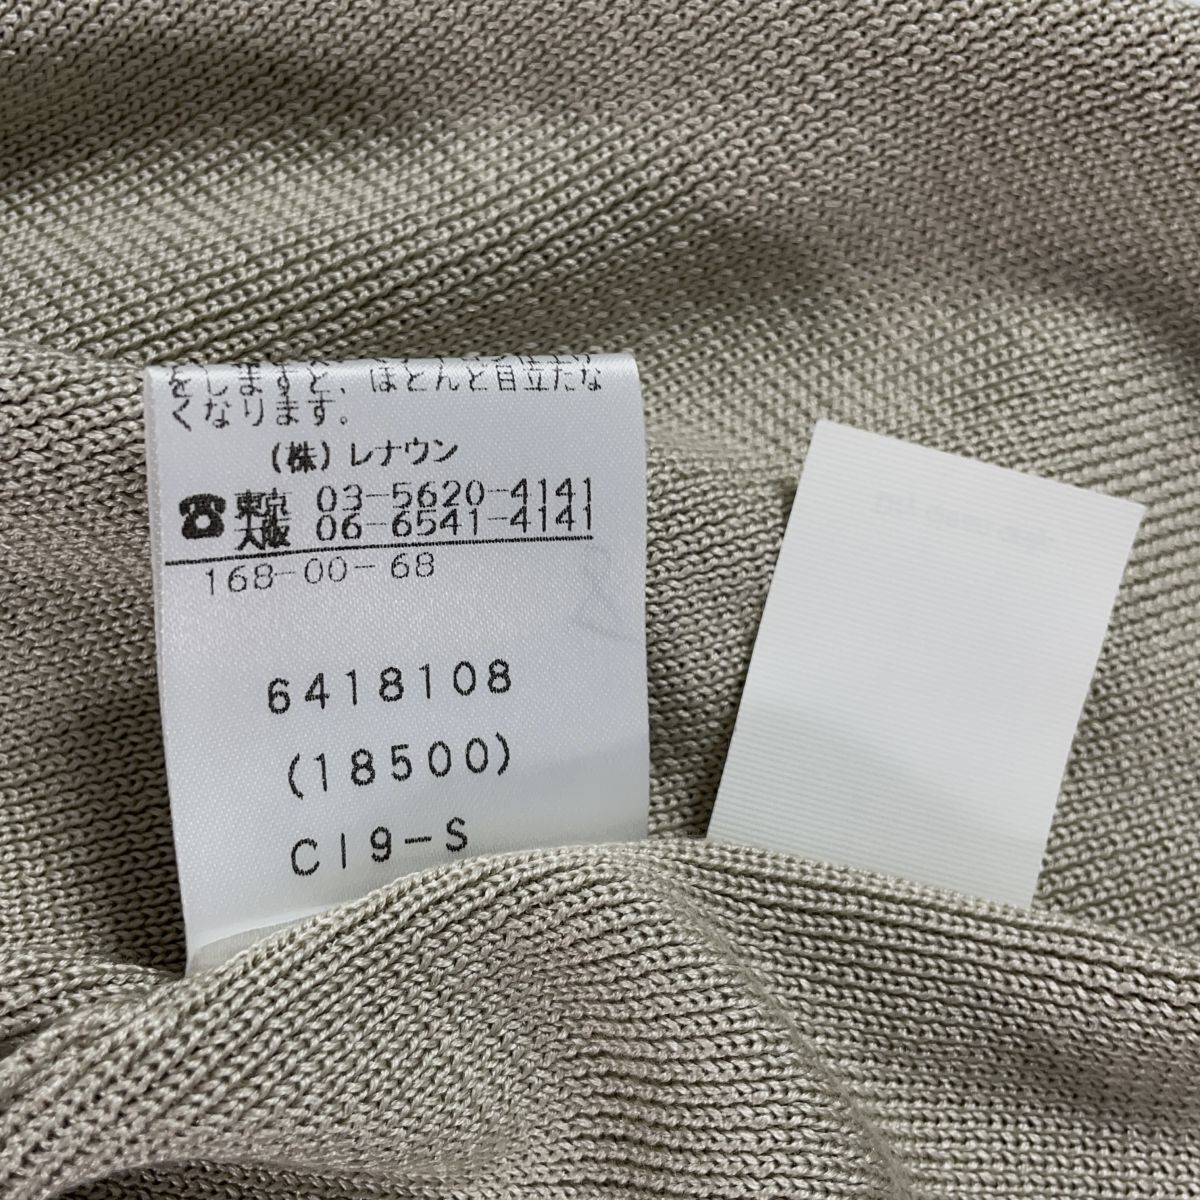 をしますと、ほとんど目立たな
くなります。
(株)レナウン
☎東京 03-5620-4141
大阪 06-6541-4141
168-00-68
6418108
(18500)
C19-S